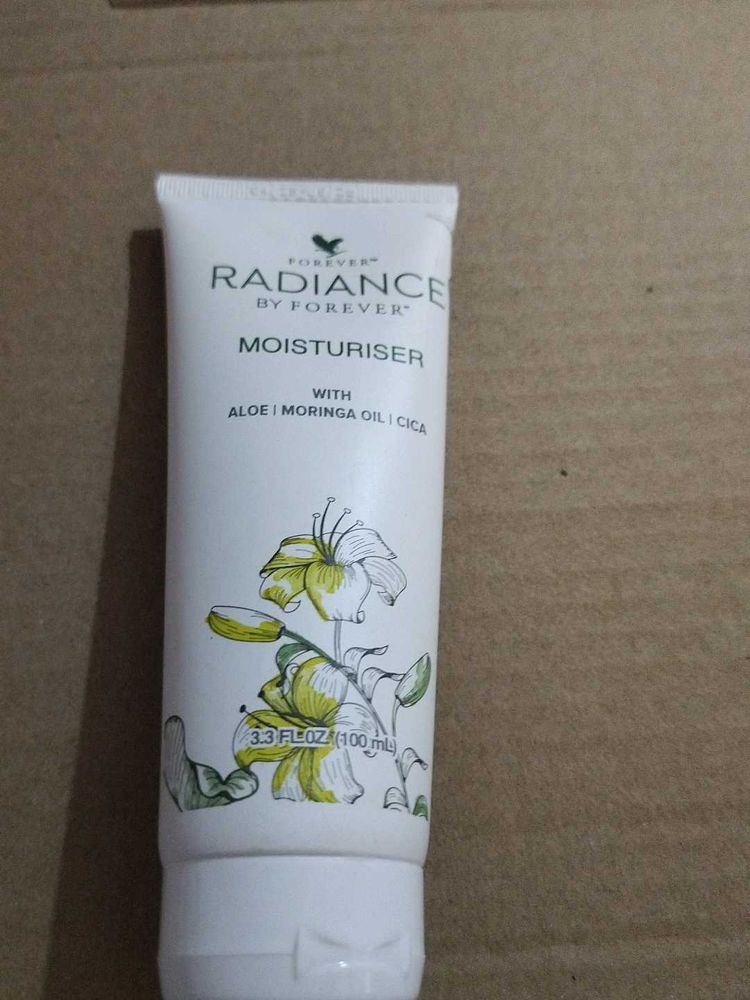 FOREVER™
RADIANCE
BY FOREVER™
MOISTURISER
WITH
ALOE | MORINGA OIL | CICA
3.3 FL.OZ. (100 mL)